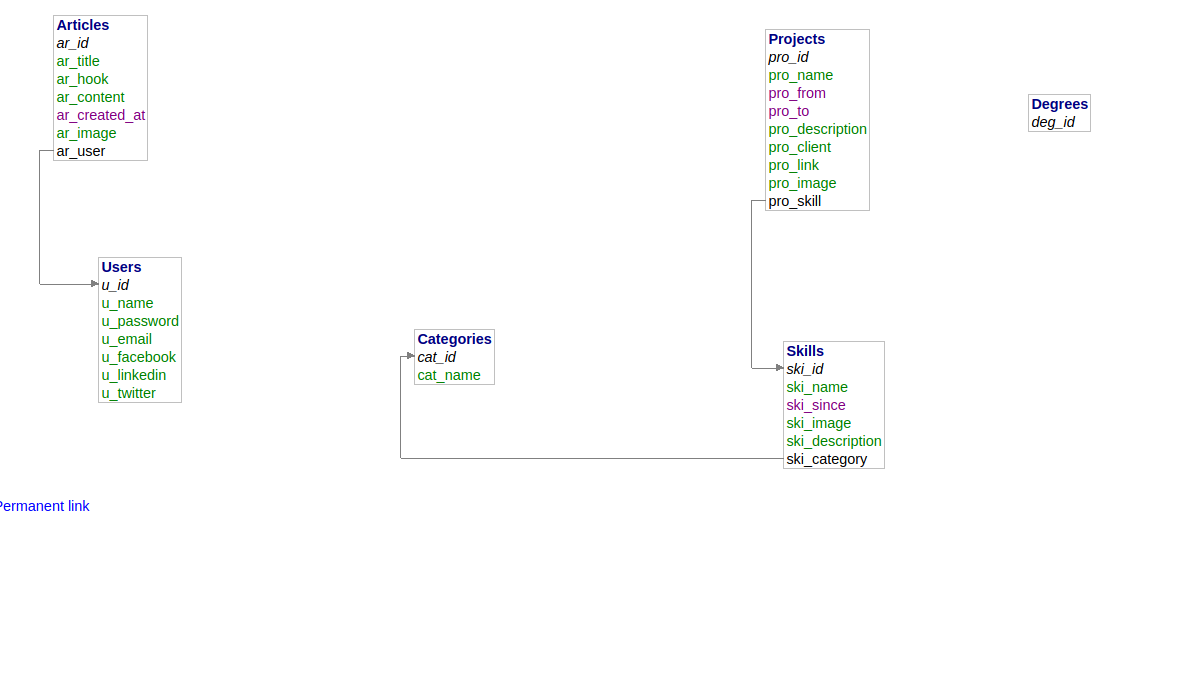 Articles
ar_id
ar_title
ar_hook
ar_content
ar_created_at
ar_image
ar_user
Users
u_id
u_name
u_password
u_email
u_facebook
u_linkedin
u_twitter
Categories
cat_id
cat_name
Projects
pro_id
pro_name
pro_from
pro_to
pro_description
pro_client
pro_link
pro_image
pro_skill
Skills
ski_id
ski_name
ski_since
ski_image
ski_description
ski_category
Degrees
deg_id
Permanent link